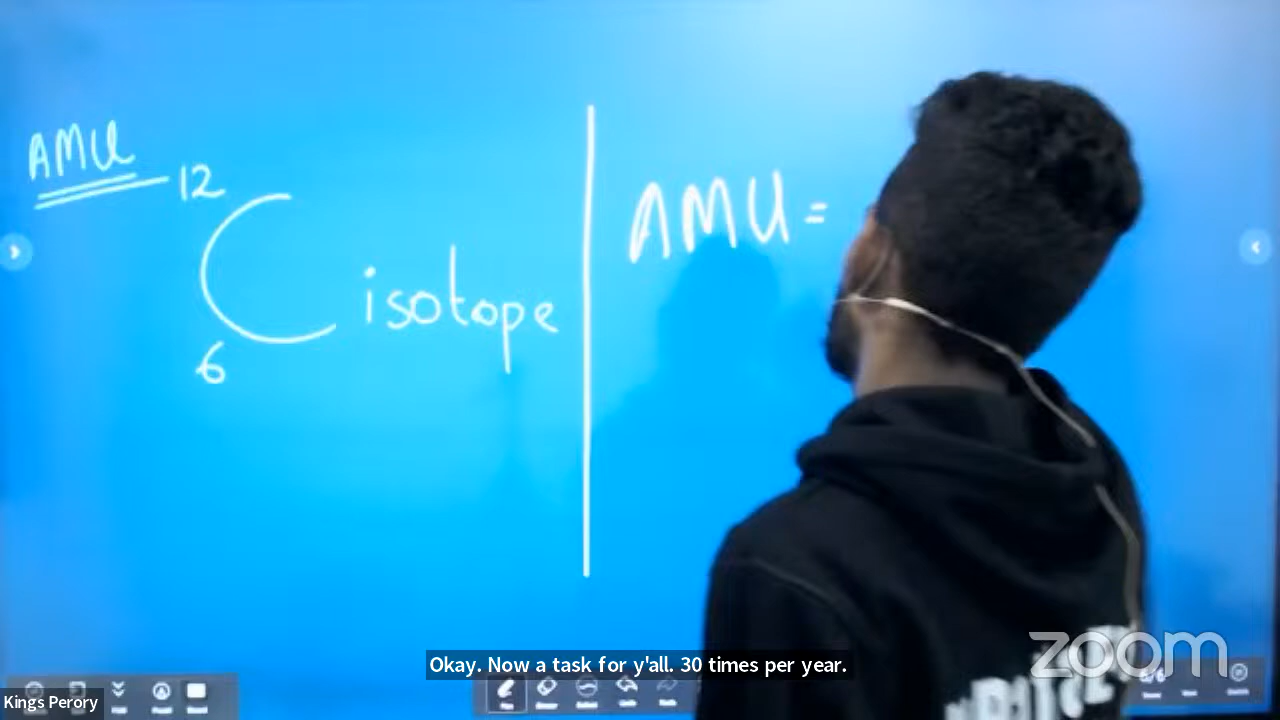 AMU
12
C isotope
6
AMU =
Okay. Now a task for y'all. 30 times per year.
zoom
Kings Perory